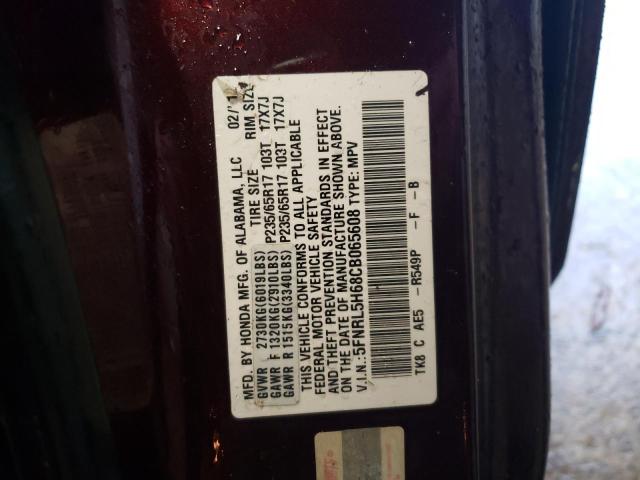 MFD. BY HONDA MFG. OF ALABAMA, LLC 02/'1
TIRE SIZE RIM SIZE
GVWR 2730KG(6019LBS)
GAWR F 1320KG(2910LBS) P235/65R17 103T 17X7J
GAWR R 1515KG(3340LBS) P235/65R17 103T 17X7J
THIS VEHICLE CONFORMS TO ALL APPLICABLE
FEDERAL MOTOR VEHICLE SAFETY
AND THEFT PREVENTION STANDARDS IN EFFECT
ON THE DATE OF MANUFACTURE SHOWN ABOVE.
V.I.N.: 5FNRL5H68CB065608 TYPE: MPV
TK8 C AE5 -R549P -F -B